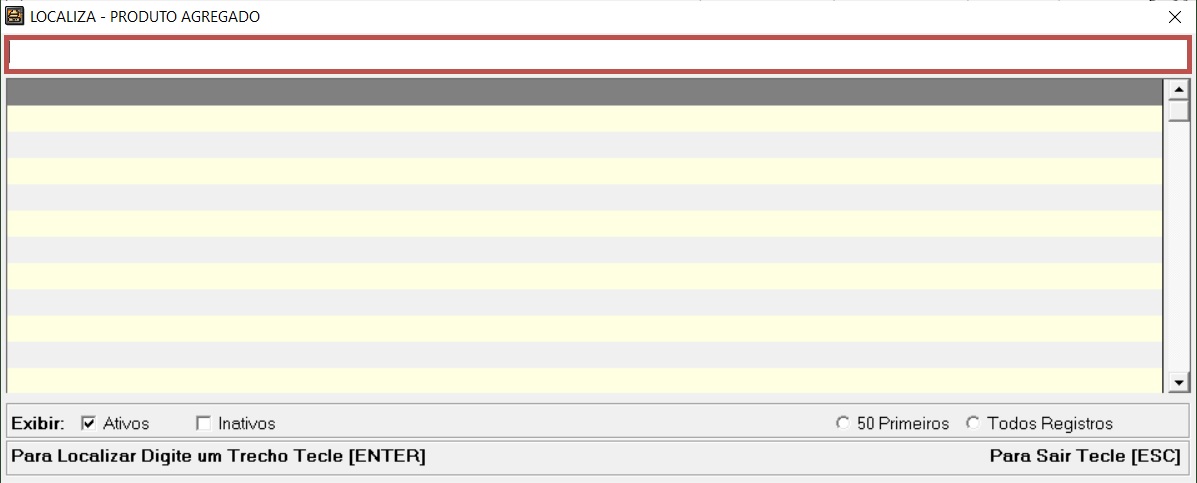 LOCALIZA - PRODUTO AGREGADO
Exibir: Ativos Inativos 50 Primeiros Todos Registros
Para Localizar Digite um Trecho Tecle [ENTER] Para Sair Tecle [ESC]